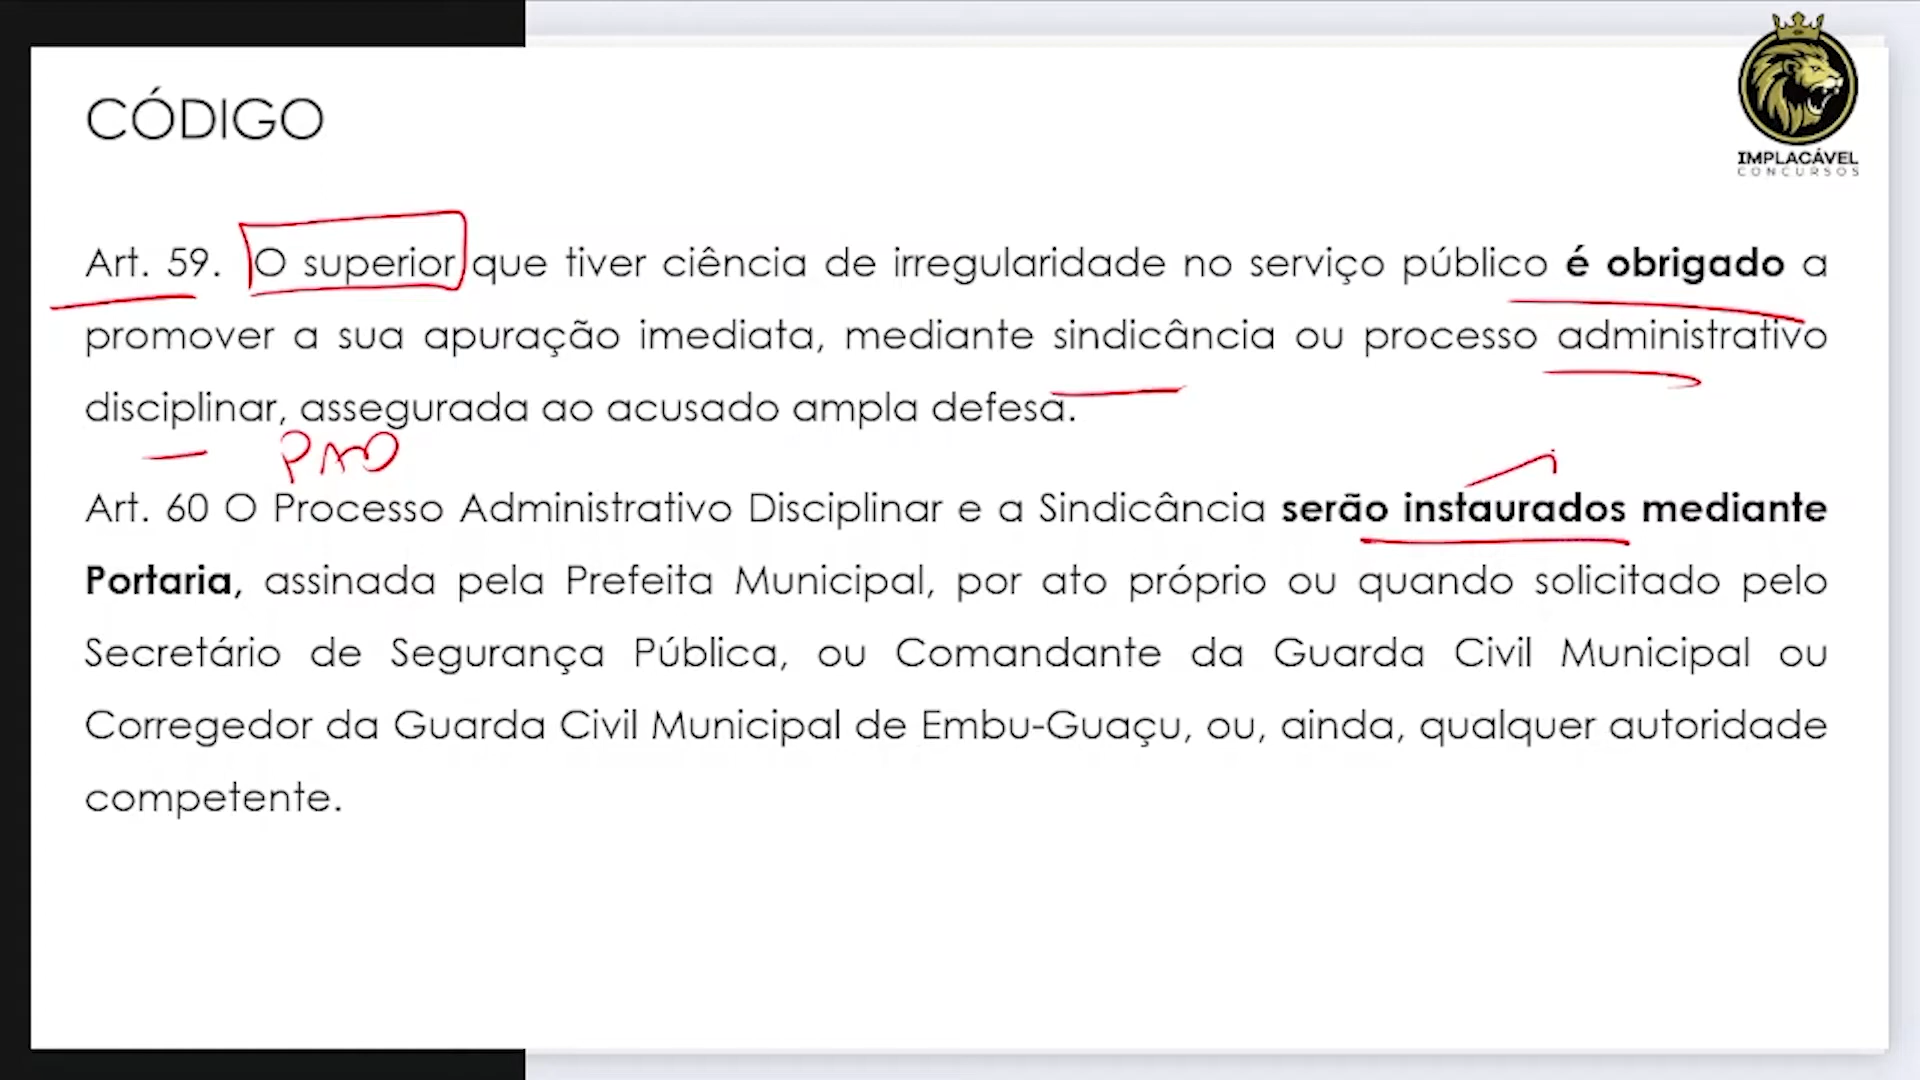 CÓDIGO
IMPLACÁVEL
CONCURSOS
Art. 59. O superior que tiver ciência de irregularidade no serviço público é obrigado a
promover a sua apuração imediata, mediante sindicância ou processo administrativo
disciplinar, assegurada ao acusado ampla defesa.
PAD
Art. 60 O Processo Administrativo Disciplinar e a Sindicância serão instaurados mediante
Portaria, assinada pela Prefeita Municipal, por ato próprio ou quando solicitado pelo
Secretário de Segurança Pública, ou Comandante da Guarda Civil Municipal ou
Corregedor da Guarda Civil Municipal de Embu-Guaçu, ou, ainda, qualquer autoridade
competente.